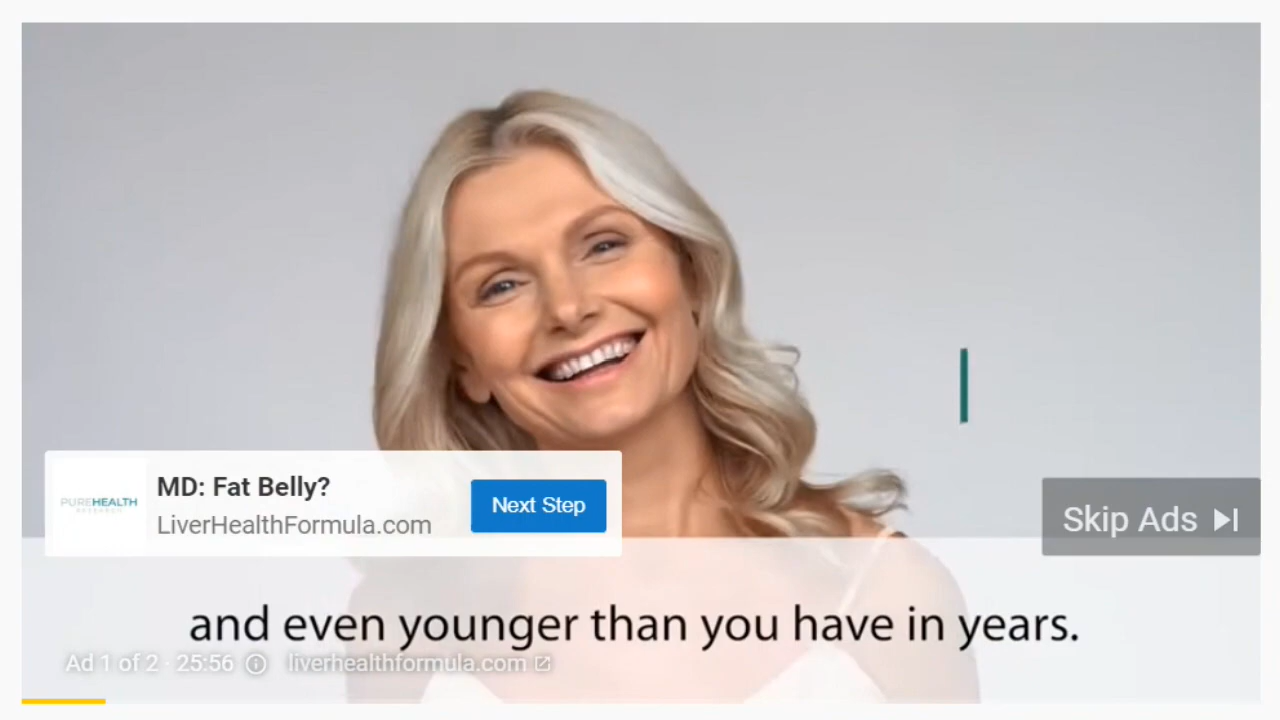 PUREHEALTH
RESEARCH
MD: Fat Belly?
LiverHealthFormula.com
Next Step
Skip Ads
and even younger than you have in years.
Ad 1 of 2 · 25:56 liverhealthformula.com